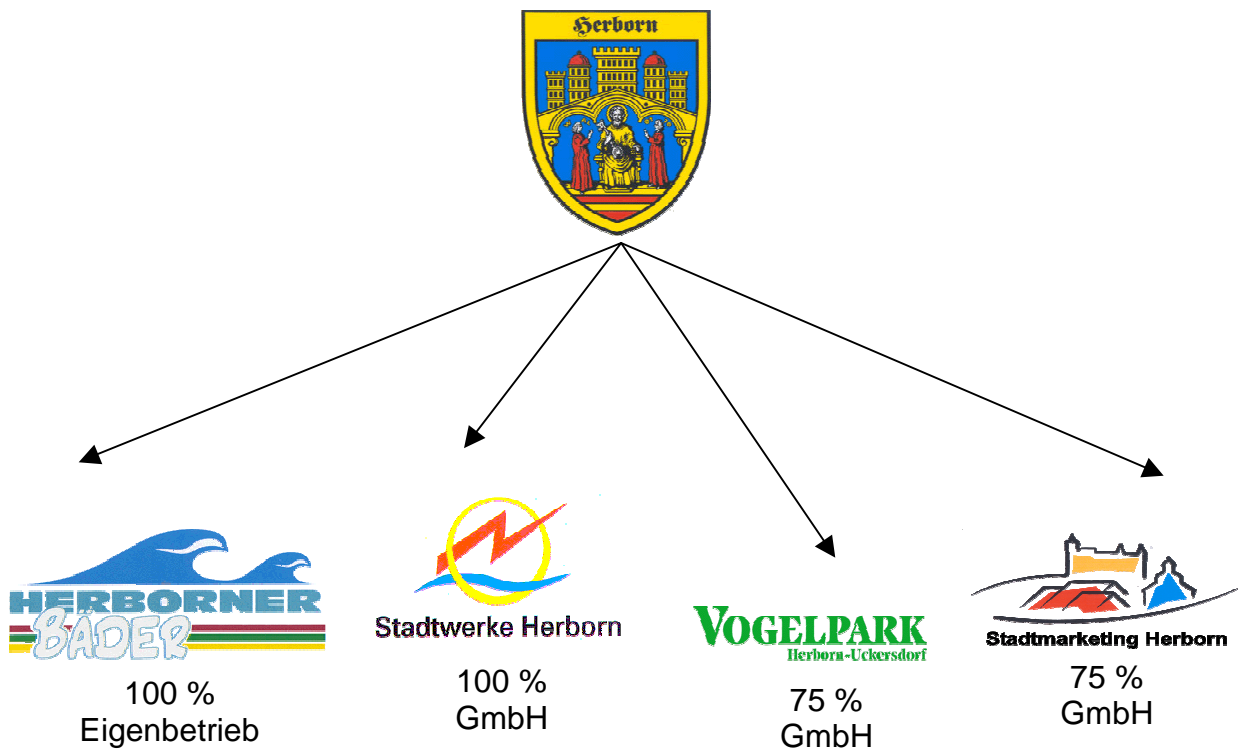 Herborn
HERBORNER
BÄDER
100 %
Eigenbetrieb
Stadtwerke Herborn
100 %
GmbH
VOGELPARK
Herborn-Uckersdorf
75 %
GmbH
Stadtmarketing Herborn
75 %
GmbH